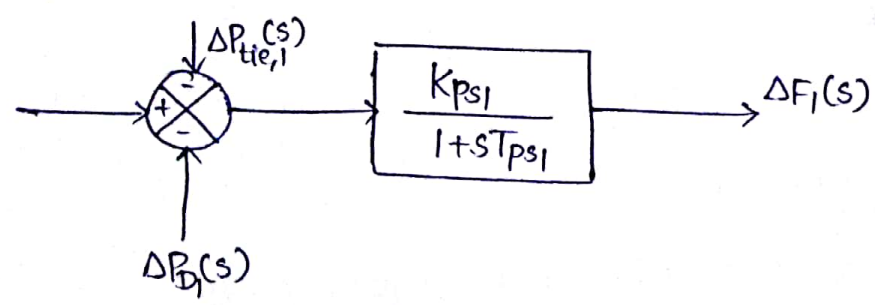 ΔPtie,1(s)
-
+
-
Kps1
1+sTps1
ΔF1(s)
ΔPD1(s)